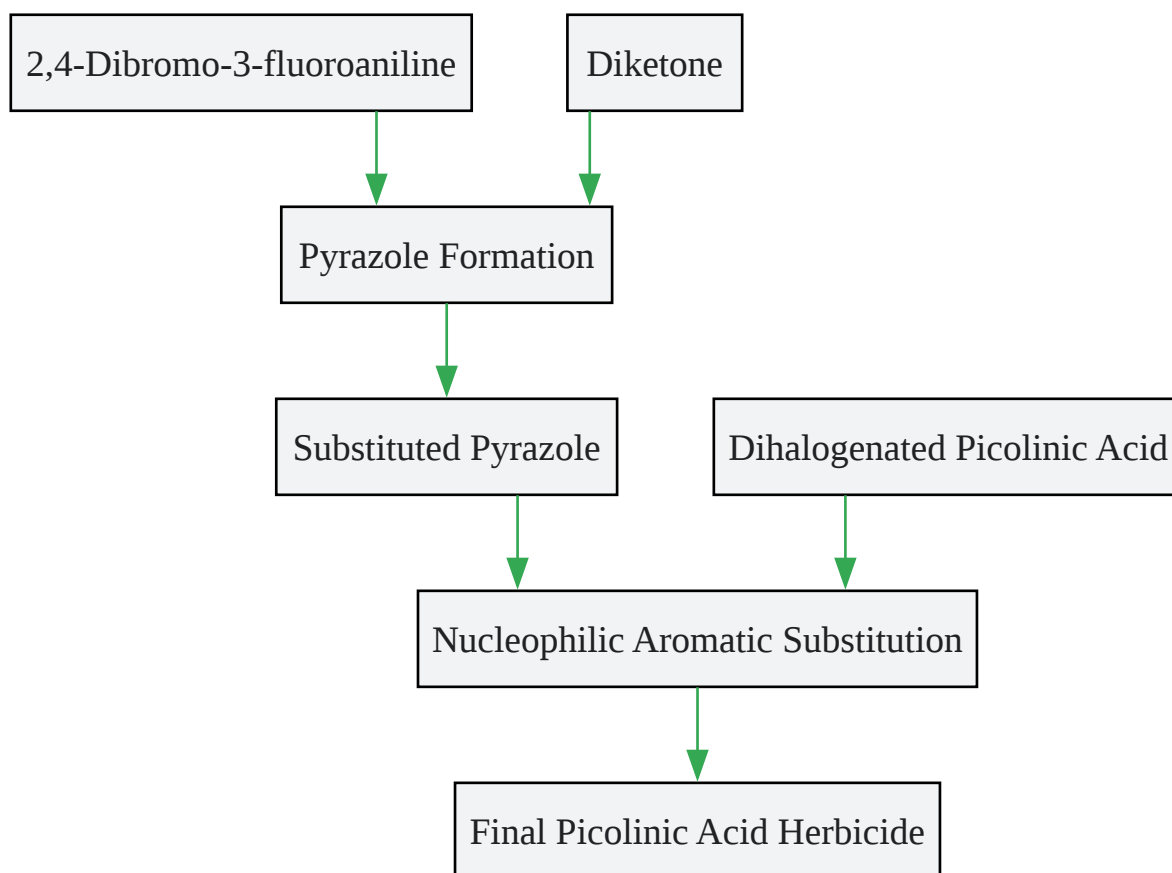 2,4-Dibromo-3-fluoroaniline
Diketone
Pyrazole Formation
Substituted Pyrazole
Dihalogenated Picolinic Acid
Nucleophilic Aromatic Substitution
Final Picolinic Acid Herbicide